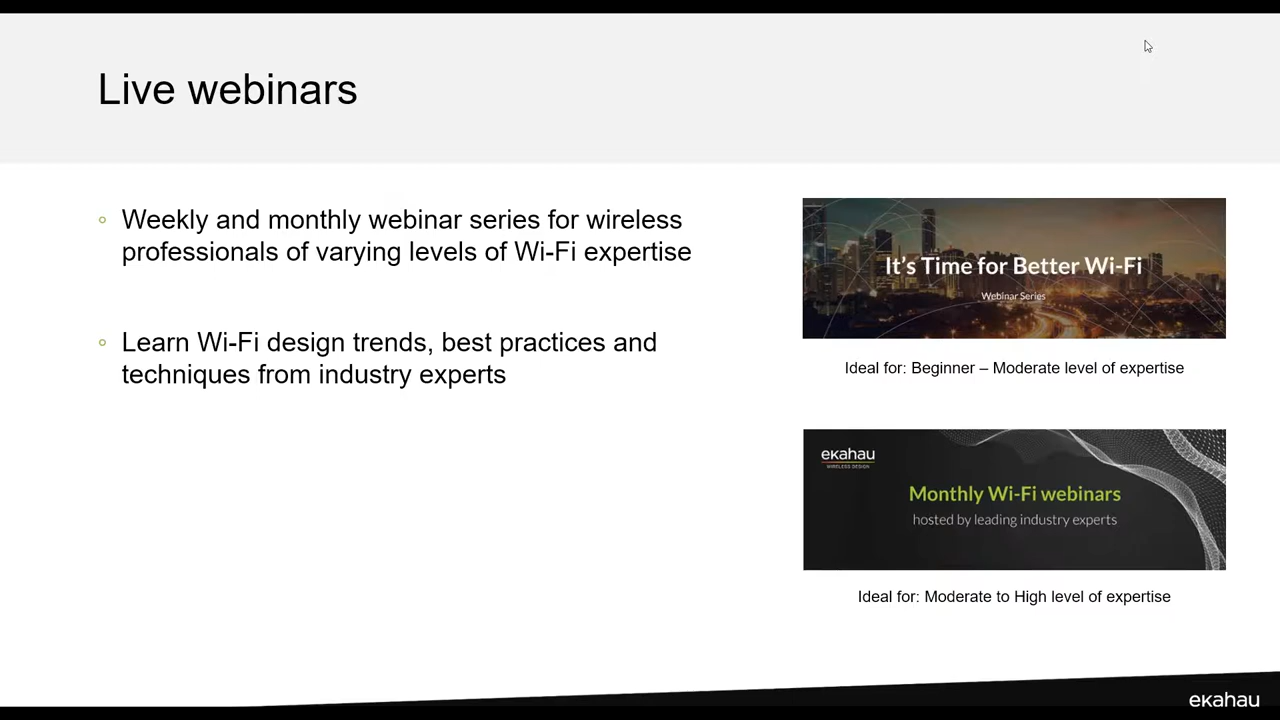 Live webinars
Weekly and monthly webinar series for wireless
professionals of varying levels of Wi-Fi expertise
Learn Wi-Fi design trends, best practices and
techniques from industry experts
It's Time for Better Wi-Fi
Webinar Series
Ideal for: Beginner – Moderate level of expertise
ekahau
WIRELESS DESIGN
Monthly Wi-Fi webinars
hosted by leading industry experts
Ideal for: Moderate to High level of expertise
ekahau